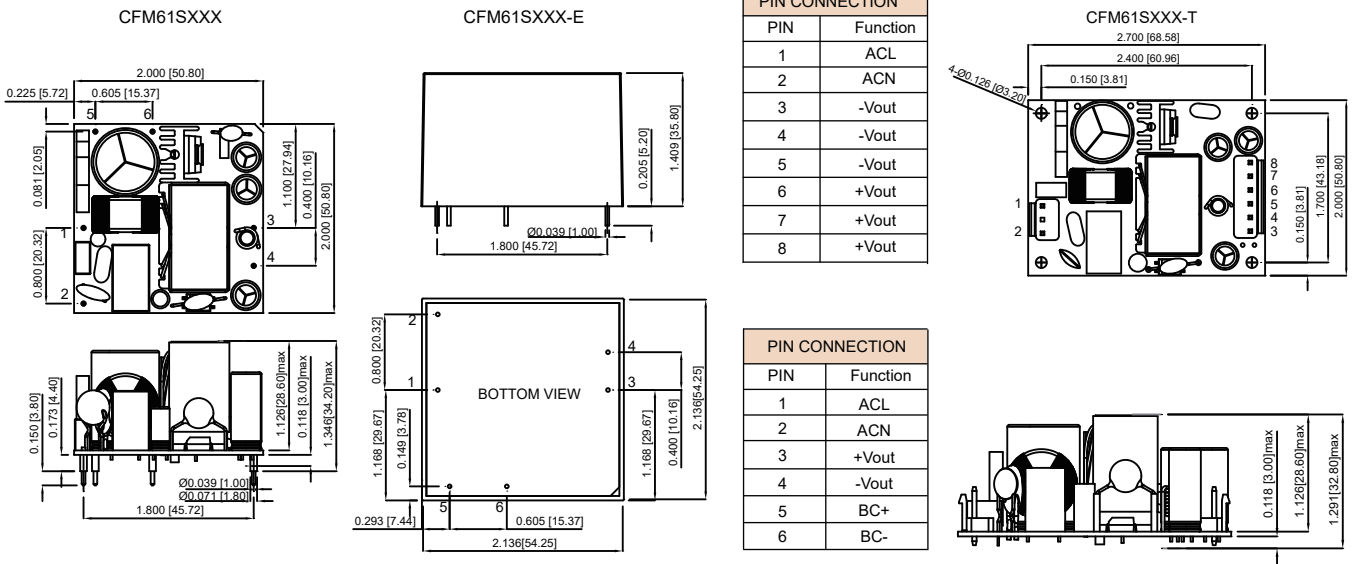 CFM61SXXX
2.000 [50.80]
0.225 [5.72]
0.605 [15.37]
5
6
0.081 [2.05]
1.100 [27.94]
0.400 [10.16]
2.000 [50.80]
3
1
4
0.800 [20.32]
2
0.150 [3.80]
0.173 [4.40]
1.126[28.60]max
0.118 [3.00]max
1.346[34.20]max
Ø0.039 [1.00]
Ø0.071 [1.80]
1.800 [45.72]
CFM61SXXX-E
0.205 [5.20]
1.409 [35.80]
Ø0.039 [1.00]
1.800 [45.72]
2
0.800 [20.32]
4
1
BOTTOM VIEW
3
2.136[54.25]
1.168 [29.67]
0.149 [3.78]
1.168 [29.67]
0.400 [10.16]
5
6
0.293 [7.44]
0.605 [15.37]
2.136[54.25]
PIN CONNECTION
PIN Function
1 ACL
2 ACN
3 -Vout
4 -Vout
5 -Vout
6 +Vout
7 +Vout
8 +Vout
PIN CONNECTION
PIN Function
1 ACL
2 ACN
3 +Vout
4 -Vout
5 BC+
6 BC-
CFM61SXXX-T
2.700 [68.58]
2.400 [60.96]
4-Ø0.126 [Ø3.20]
0.150 [3.81]
8
7
6
5
4
3
1
2
0.150 [3.81]
1.700 [43.18]
2.000 [50.80]
0.118 [3.00]max
1.126[28.60]max
1.291[32.80]max